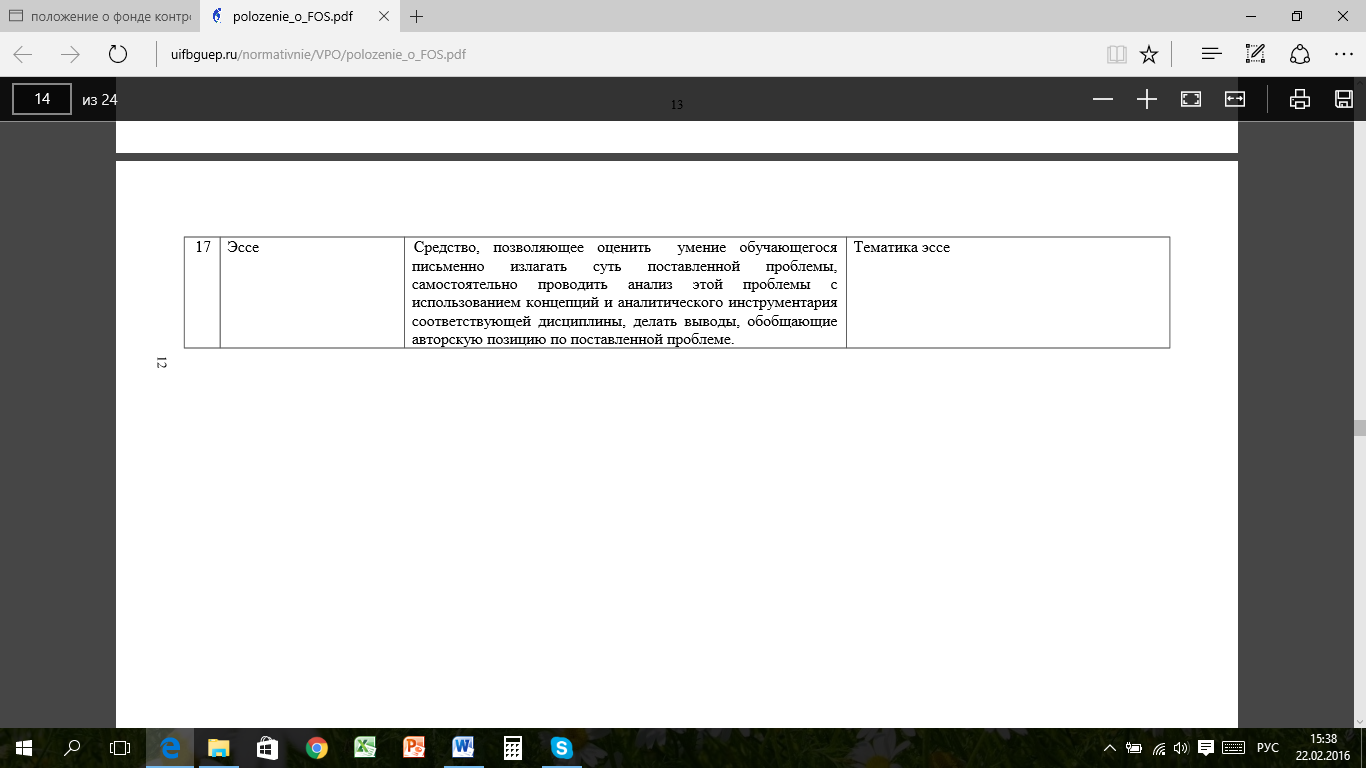 положение о фонде контр
polozenie_o_FOS.pdf
uifbguep.ru/normativnie/VPO/polozenie_o_FOS.pdf
14 из 24
13
17 Эссе Средство, позволяющее оценить умение обучающегося Тематика эссе
письменно излагать суть поставленной проблемы,
самостоятельно проводить анализ этой проблемы с
использованием концепций и аналитического инструментария
соответствующей дисциплины, делать выводы, обобщающие
авторскую позицию по поставленной проблеме.
12
РУС
15:38
22.02.2016